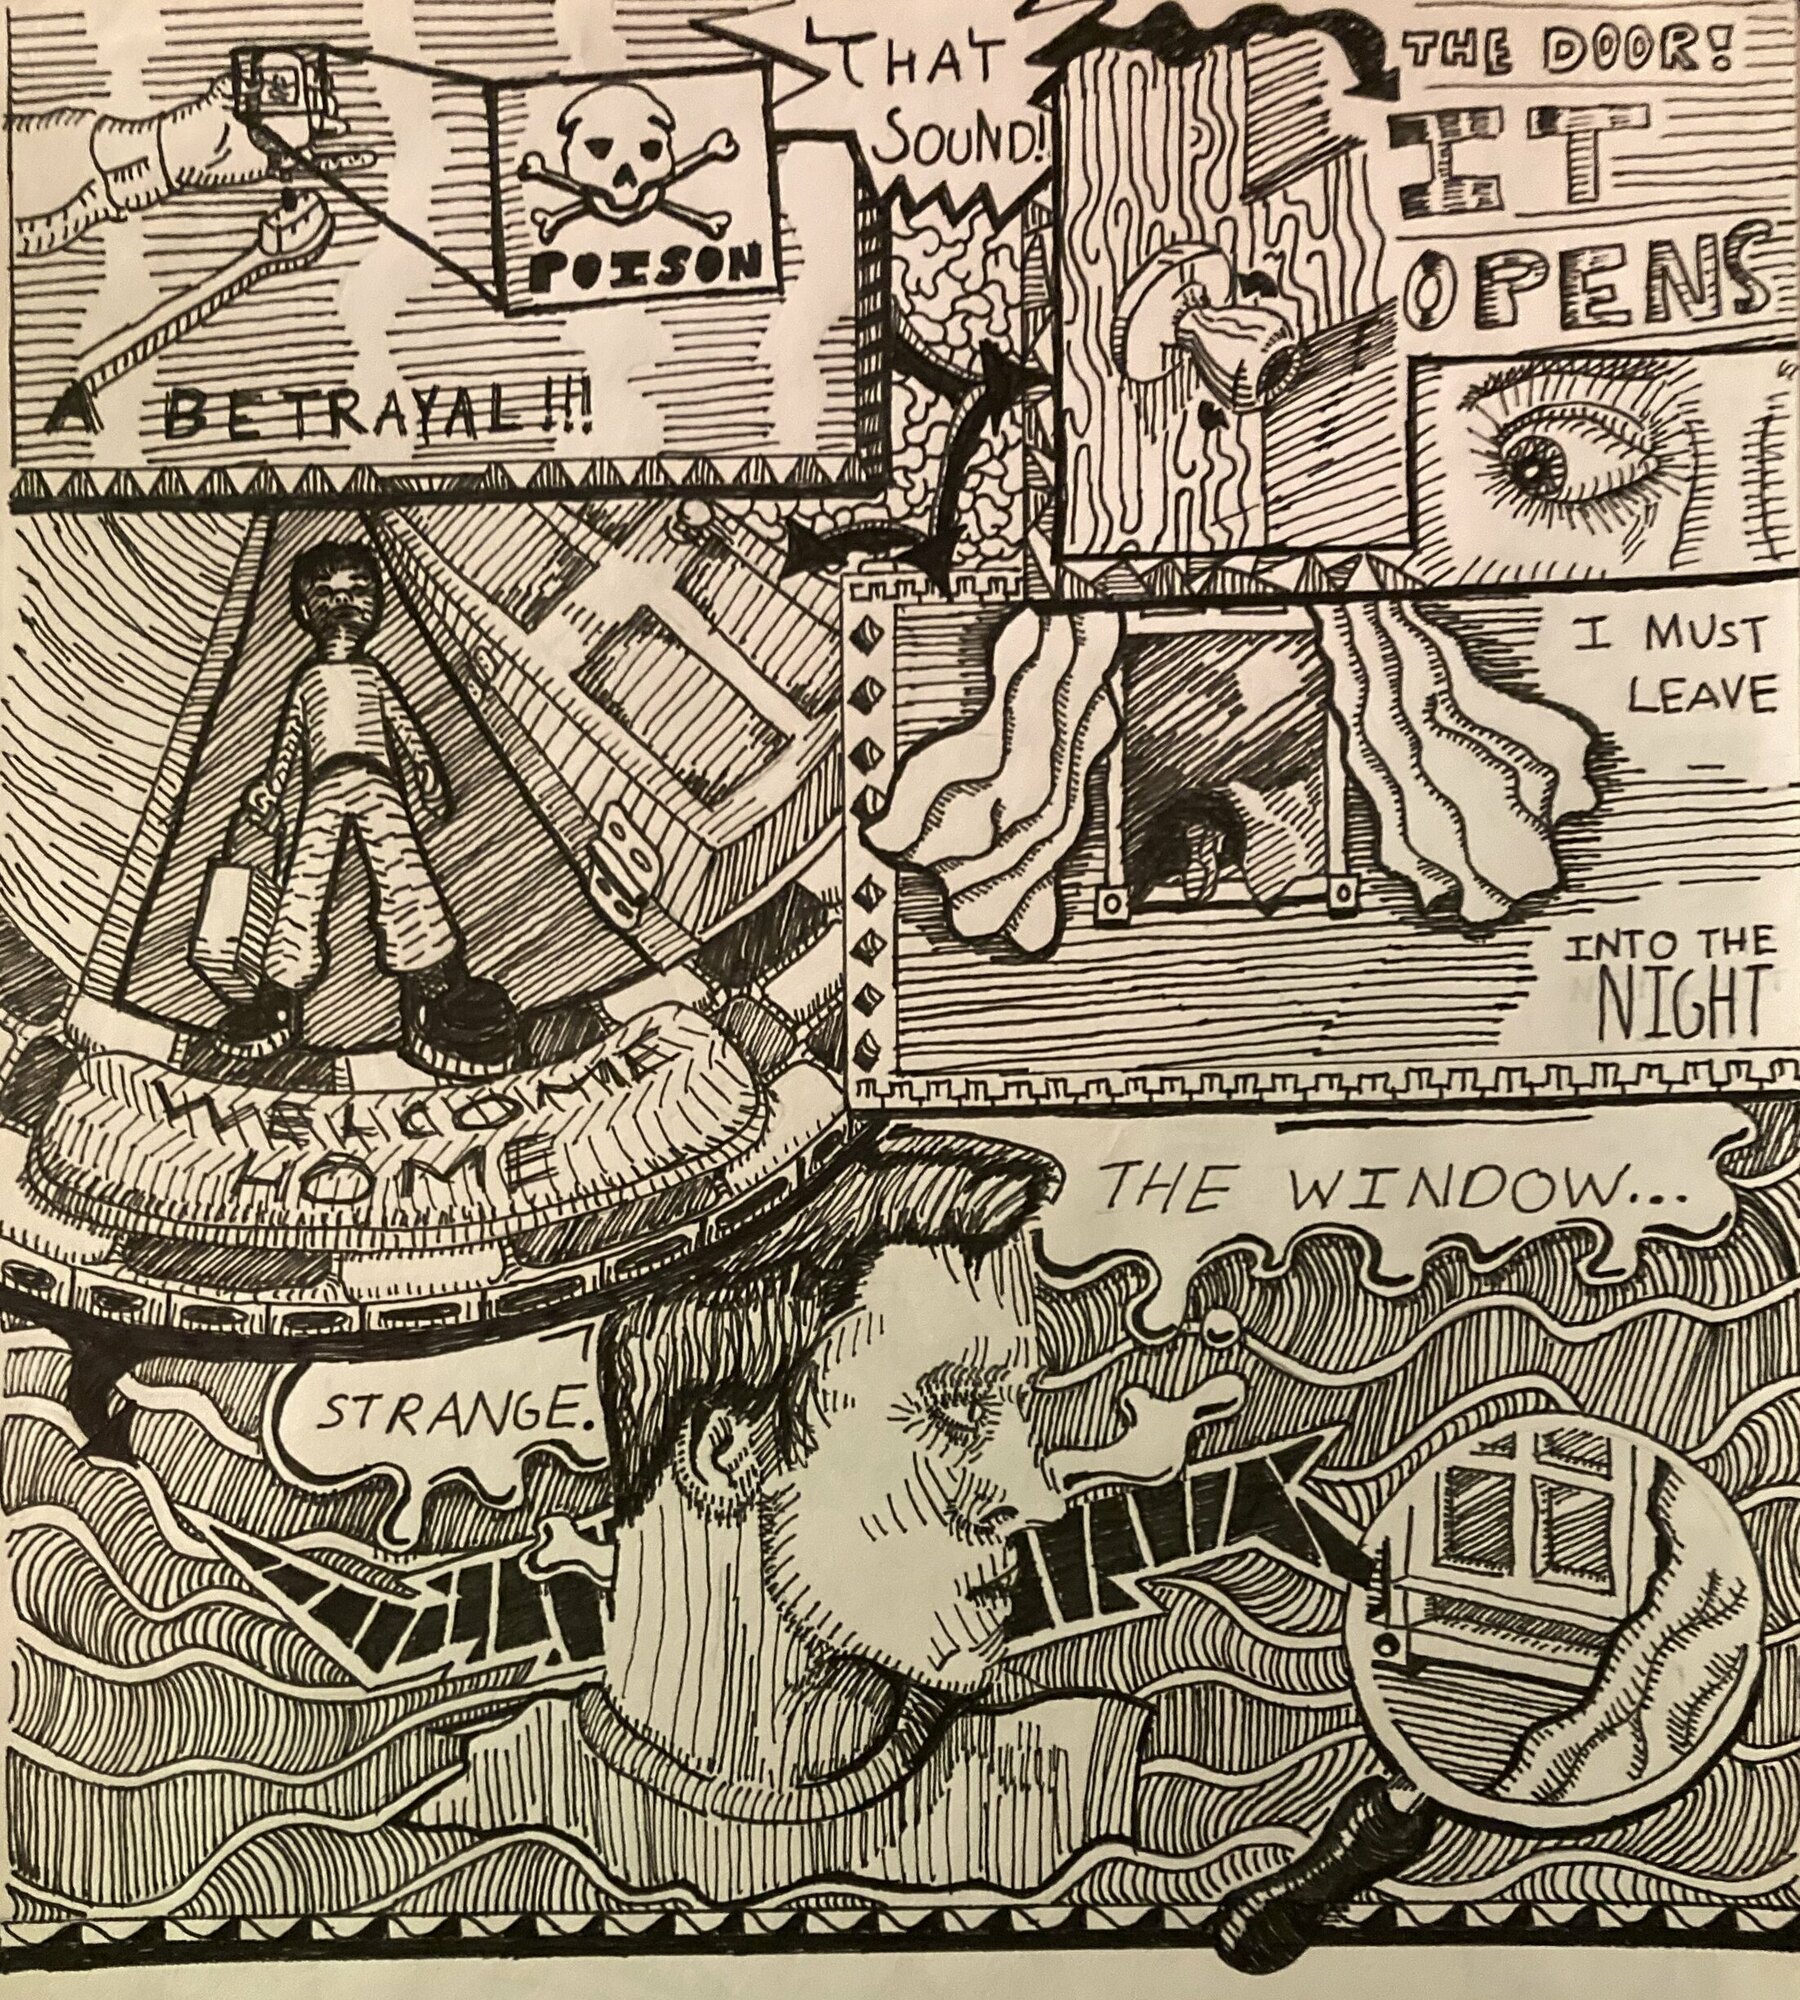 POISON
A BETRAYAL!!!
THAT
SOUND!
THE DOOR!
IT
OPENS
I MUST
LEAVE
INTO THE
NIGHT
WELCOME
HOME
STRANGE.
THE WINDOW...